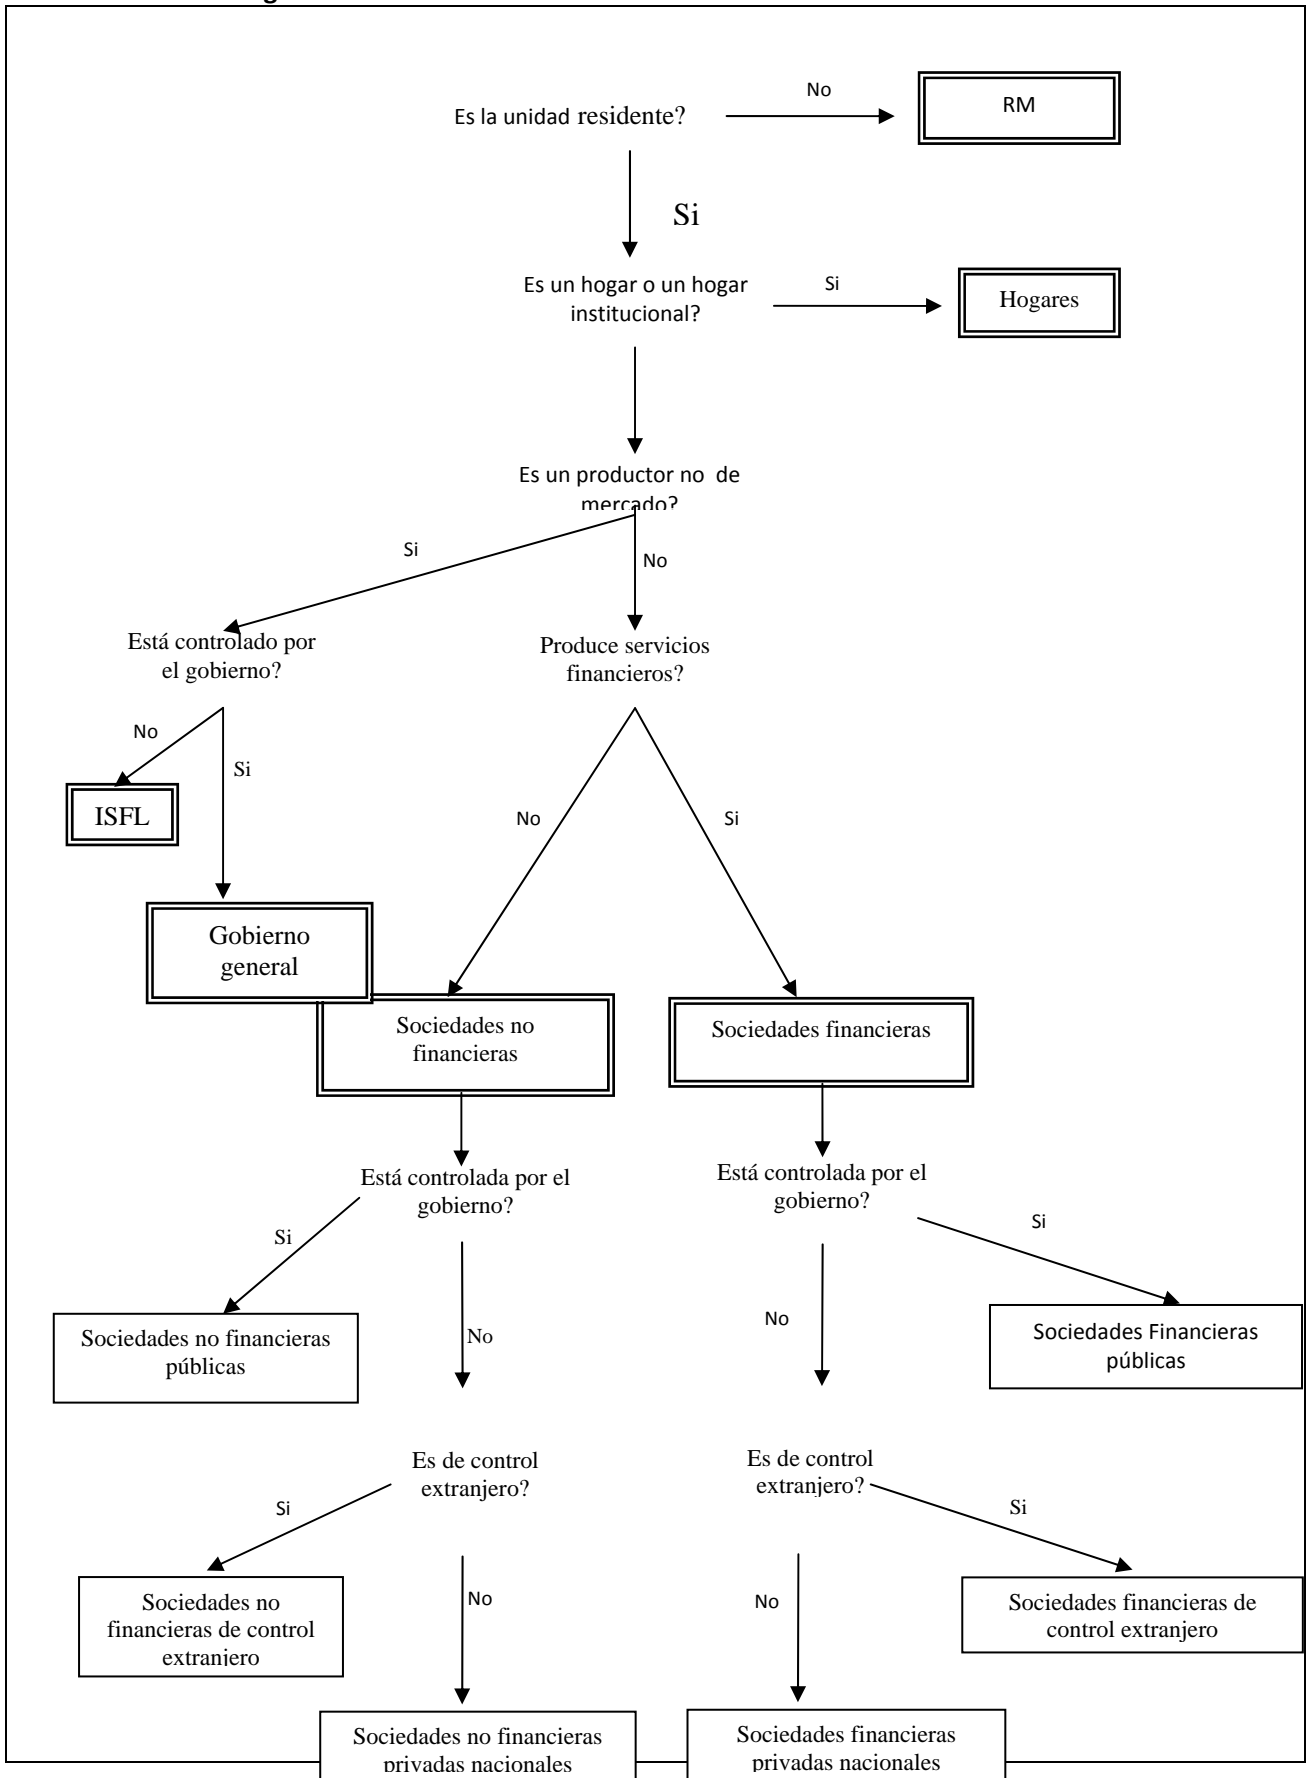 Es la unidad residente?
No
RM
Si
Es un hogar o un hogar
institucional?
Si
Hogares
Es un productor no  de
mercado?
Si
No
Está controlado por
el gobierno?
Produce servicios
financieros?
No
Si
ISFL
No
Si
Gobierno
general
Sociedades no
financieras
Sociedades financieras
Está controlada por el
gobierno?
Está controlada por el
gobierno?
Si
Si
No
No
Sociedades no financieras
públicas
Sociedades Financieras
públicas
Es de control
extranjero?
Es de control
extranjero?
Si
Si
No
No
Sociedades no
financieras de control
extranjero
Sociedades financieras de
control extranjero
Sociedades no financieras
privadas nacionales
Sociedades financieras
privadas nacionales